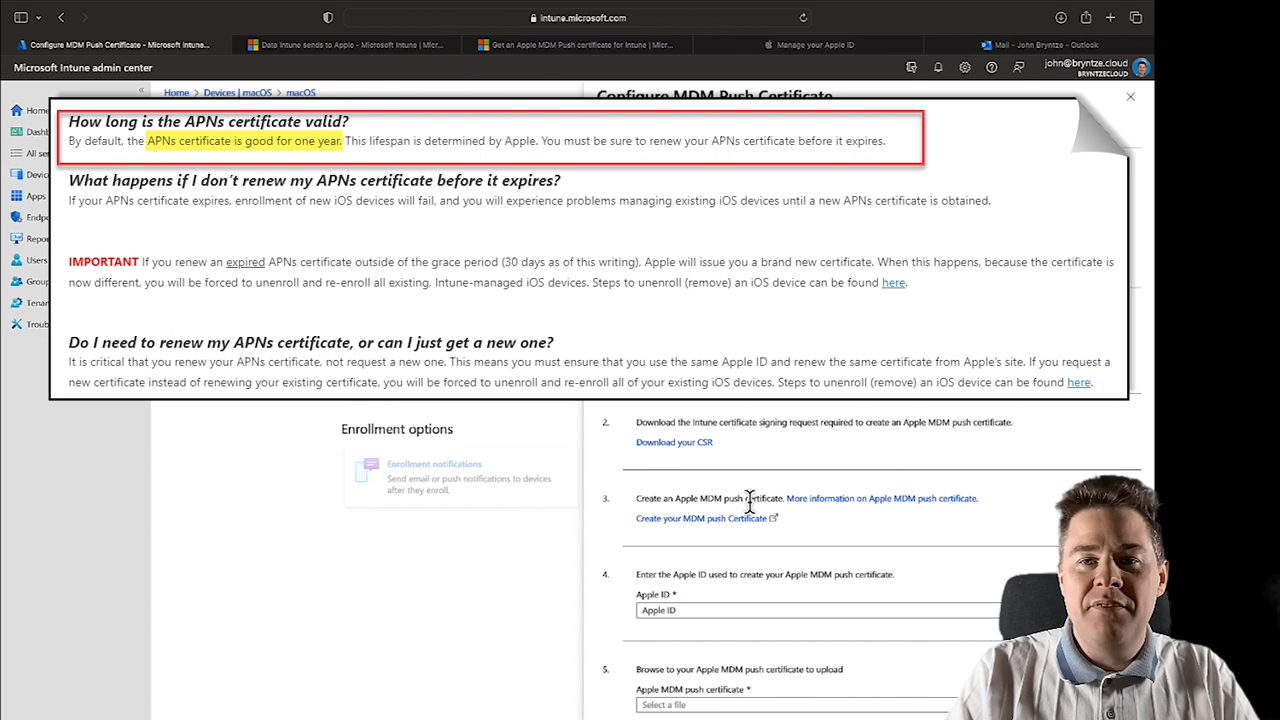 intune.microsoft.com
Configure MDM Push Certificate - Microsoft Intune...
Data Intune sends to Apple - Microsoft Intune | Mic...
Get an Apple MDM Push certificate for Intune | Micr...
Manage your Apple ID
Mail – John Bryntze – Outlook
Microsoft Intune admin center
john@bryntze.cloud
BRYNTZECLOUD
Home > Devices | macOS > macOS
Configure MDM Push Certificate
Home
Dashb
All ser
Device
Apps
Endpo
Repor
Users
Group
Tenan
Troub
How long is the APNs certificate valid?
By default, the APNs certificate is good for one year. This lifespan is determined by Apple. You must be sure to renew your APNs certificate before it expires.
What happens if I don't renew my APNs certificate before it expires?
If your APNs certificate expires, enrollment of new iOS devices will fail, and you will experience problems managing existing iOS devices until a new APNs certificate is obtained.
IMPORTANT If you renew an expired APNs certificate outside of the grace period (30 days as of this writing), Apple will issue you a brand new certificate. When this happens, because the certificate is
now different, you will be forced to unenroll and re-enroll all existing, Intune-managed iOS devices. Steps to unenroll (remove) an iOS device can be found here.
Do I need to renew my APNs certificate, or can I just get a new one?
It is critical that you renew your APNs certificate, not request a new one. This means you must ensure that you use the same Apple ID and renew the same certificate from Apple's site. If you request a
new certificate instead of renewing your existing certificate, you will be forced to unenroll and re-enroll all of your existing iOS devices. Steps to unenroll (remove) an iOS device can be found here.
Enrollment options
Enrollment notifications
Send email or push notifications to devices
after they enroll.
2. Download the Intune certificate signing request required to create an Apple MDM push certificate.
Download your CSR
3. Create an Apple MDM push certificate. More information on Apple MDM push certificate.
Create your MDM push Certificate
4. Enter the Apple ID used to create your Apple MDM push certificate.
Apple ID *
Apple ID
5. Browse to your Apple MDM push certificate to upload
Apple MDM push certificate *
Select a file